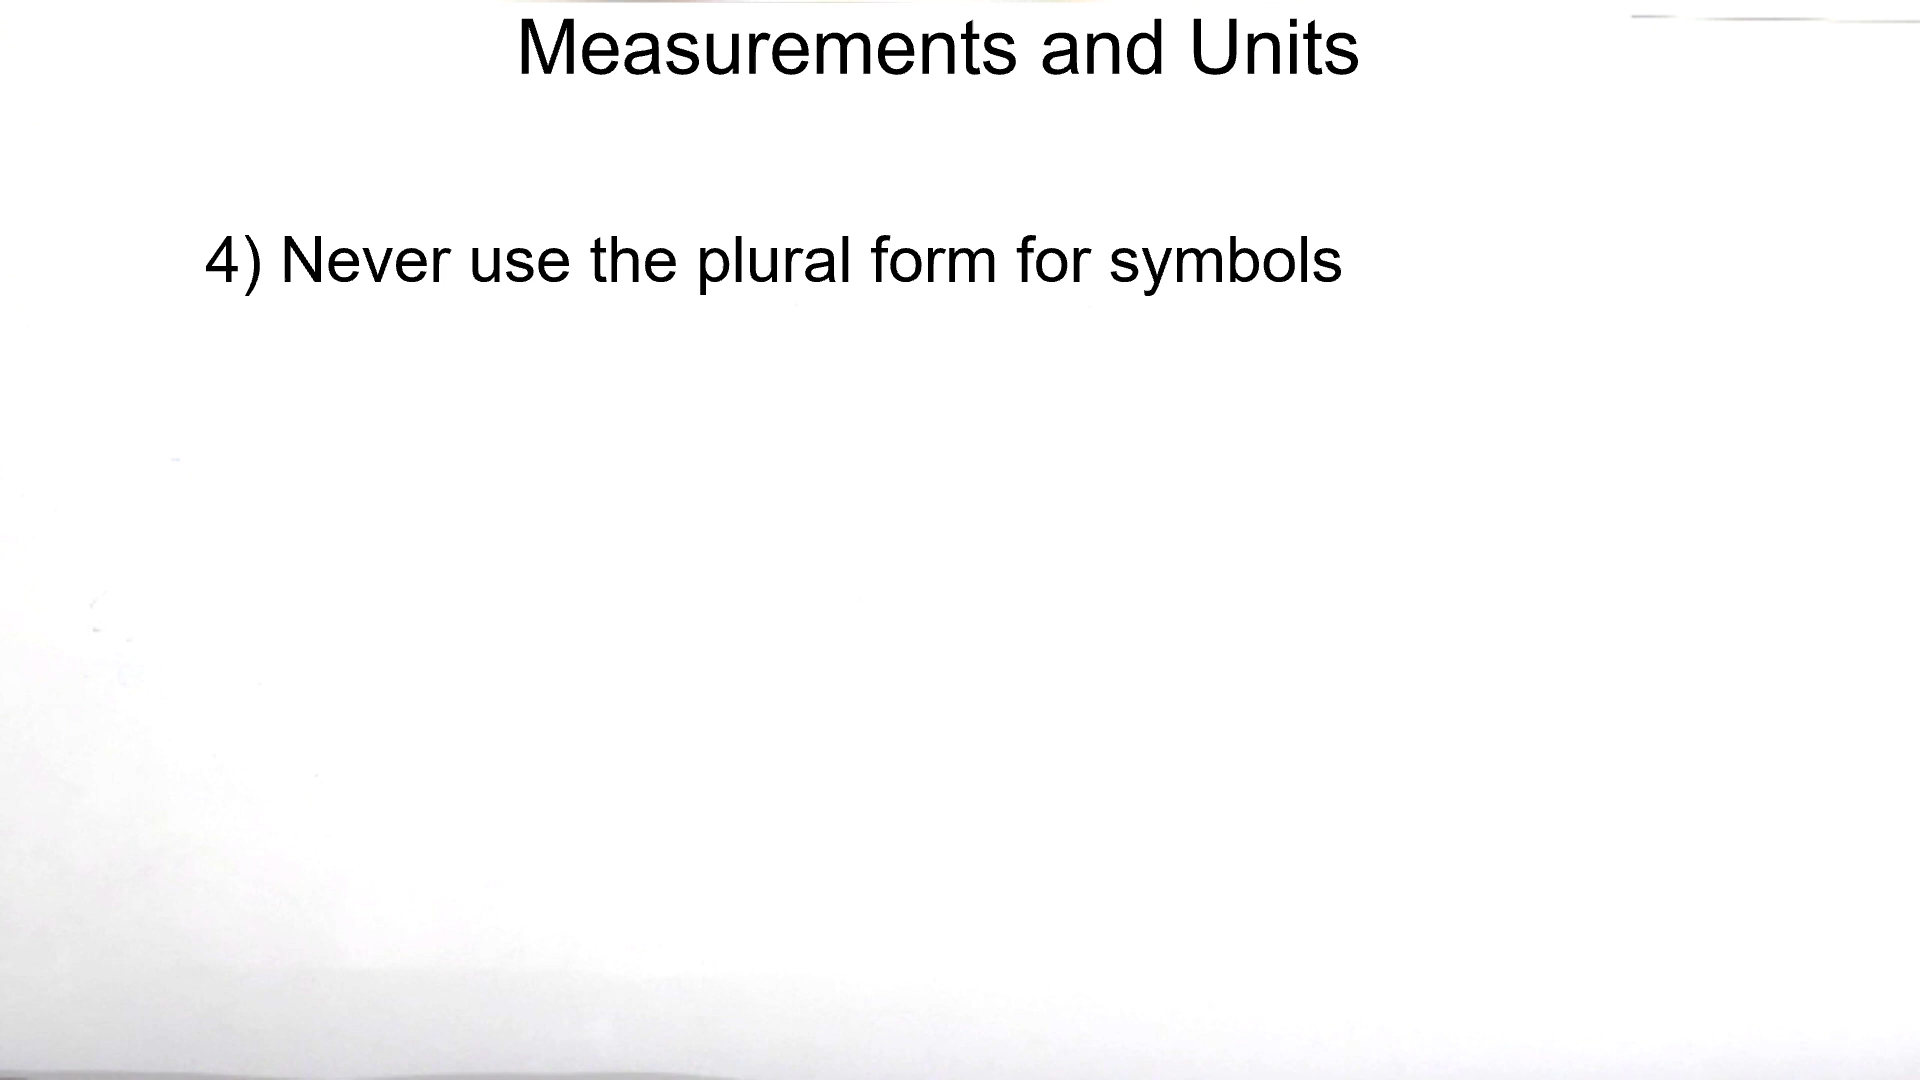 Measurements and Units
4) Never use the plural form for symbols